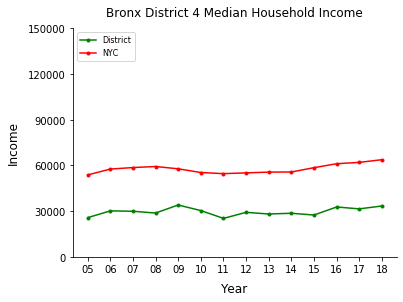 Bronx District 4 Median Household Income
District
NYC
150000
120000
90000
60000
30000
0
Income
05 06 07 08 09 10 11 12 13 14 15 16 17 18
Year